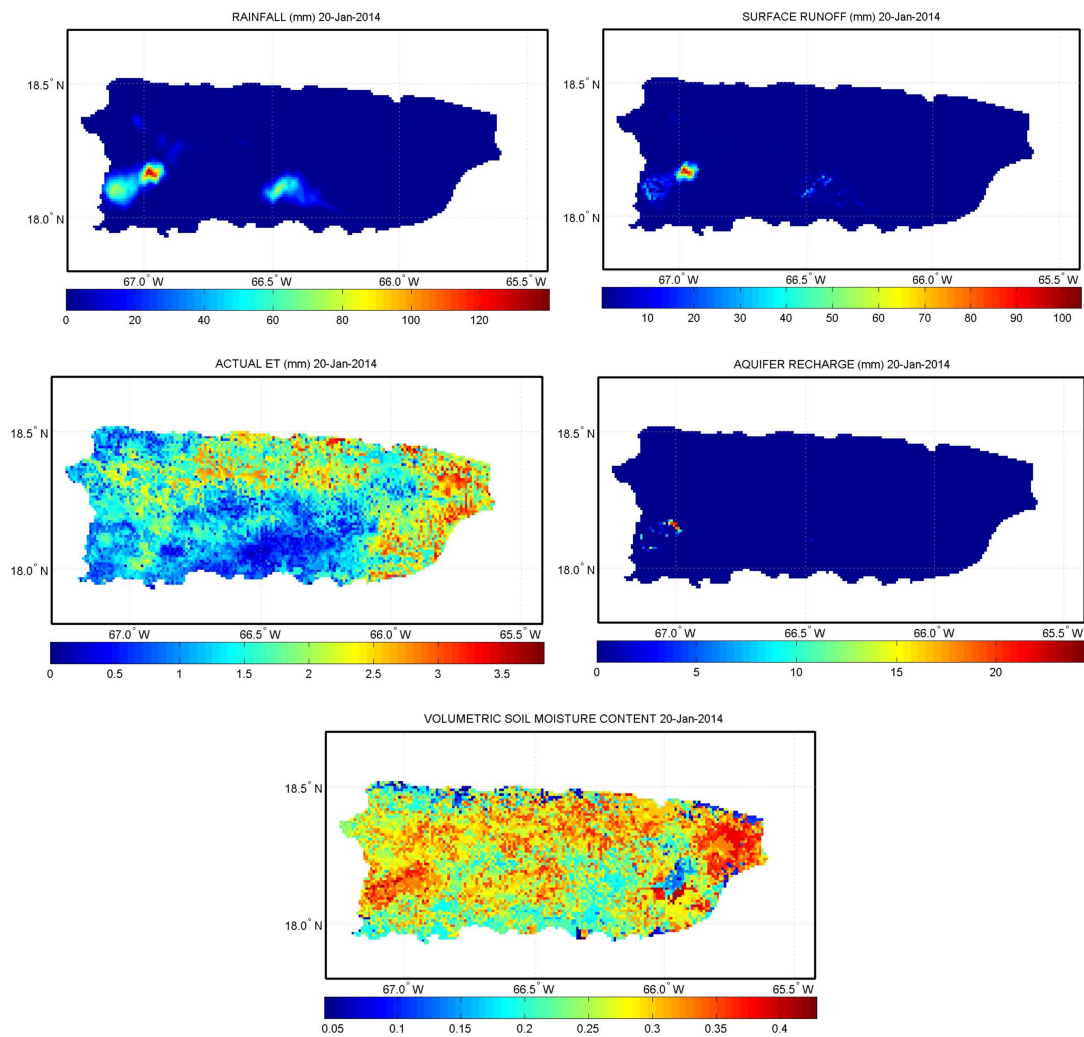 RAINFALL (mm) 20-Jan-2014
18.5° N
18.0° N
67.0° W 66.5° W 66.0° W 65.5° W
0 20 40 60 80 100 120
SURFACE RUNOFF (mm) 20-Jan-2014
18.5° N
18.0° N
67.0° W 66.5° W 66.0° W 65.5° W
10 20 30 40 50 60 70 80 90 100
ACTUAL ET (mm) 20-Jan-2014
18.5° N
18.0° N
67.0° W 66.5° W 66.0° W 65.5° W
0 0.5 1 1.5 2 2.5 3 3.5
AQUIFER RECHARGE (mm) 20-Jan-2014
18.5° N
18.0° N
67.0° W 66.5° W 66.0° W 65.5° W
0 5 10 15 20
VOLUMETRIC SOIL MOISTURE CONTENT 20-Jan-2014
18.5° N
18.0° N
67.0° W 66.5° W 66.0° W 65.5° W
0.05 0.1 0.15 0.2 0.25 0.3 0.35 0.4